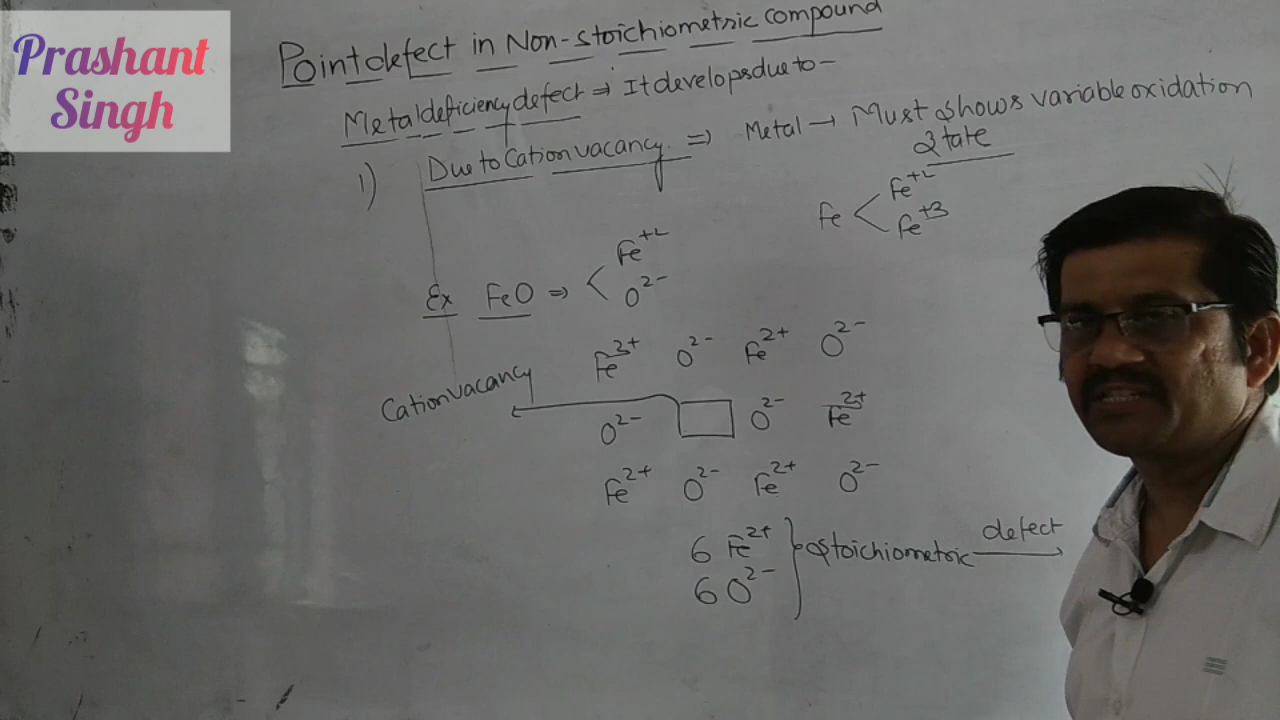 Prashant
Singh
Point defect in Non-stoichiometric compound
Metal deficiency defect ⇒ It develops due to –
1) Due to Cation vacancy ⇒ Metal → Must shows variable oxidation
State
Fe < Fe+2
Fe+3
Ex FeO ⇒ < Fe+2
O2-
Fe3+ O2- Fe2+ O2-
Cation vacancy
O2- O2- Fe3+
Fe2+ O2- Fe2+ O2-
6 Fe2+
6 O2- } Stoichiometric defect →